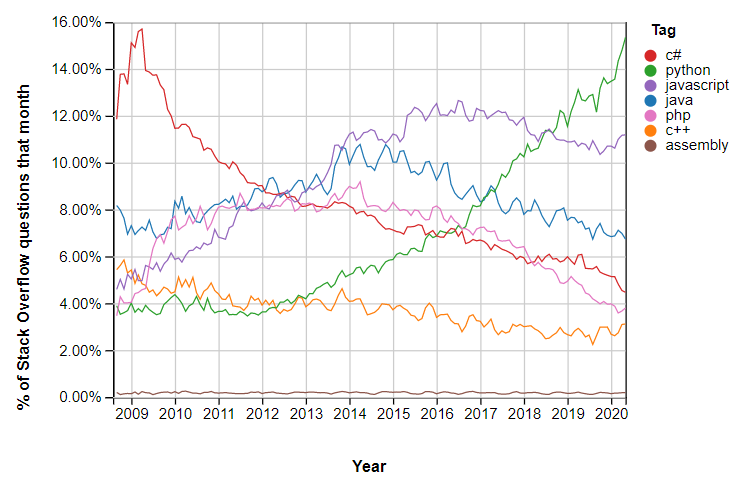 % of Stack Overflow questions that month
16.00%
14.00%
12.00%
10.00%
8.00%
6.00%
4.00%
2.00%
0.00%
2009 2010 2011 2012 2013 2014 2015 2016 2017 2018 2019 2020
Year
Tag
c#
python
javascript
java
php
c++
assembly